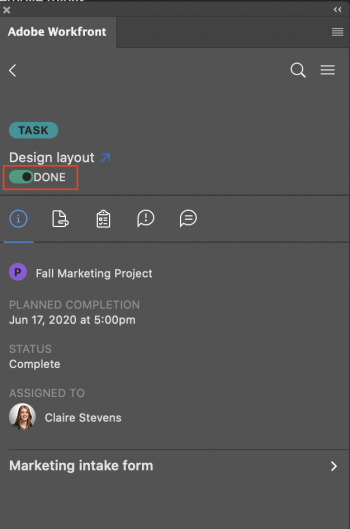 Adobe Workfront
TASK
Design layout
DONE
P Fall Marketing Project
PLANNED COMPLETION
Jun 17, 2020 at 5:00pm
STATUS
Complete
ASSIGNED TO
Claire Stevens
Marketing intake form